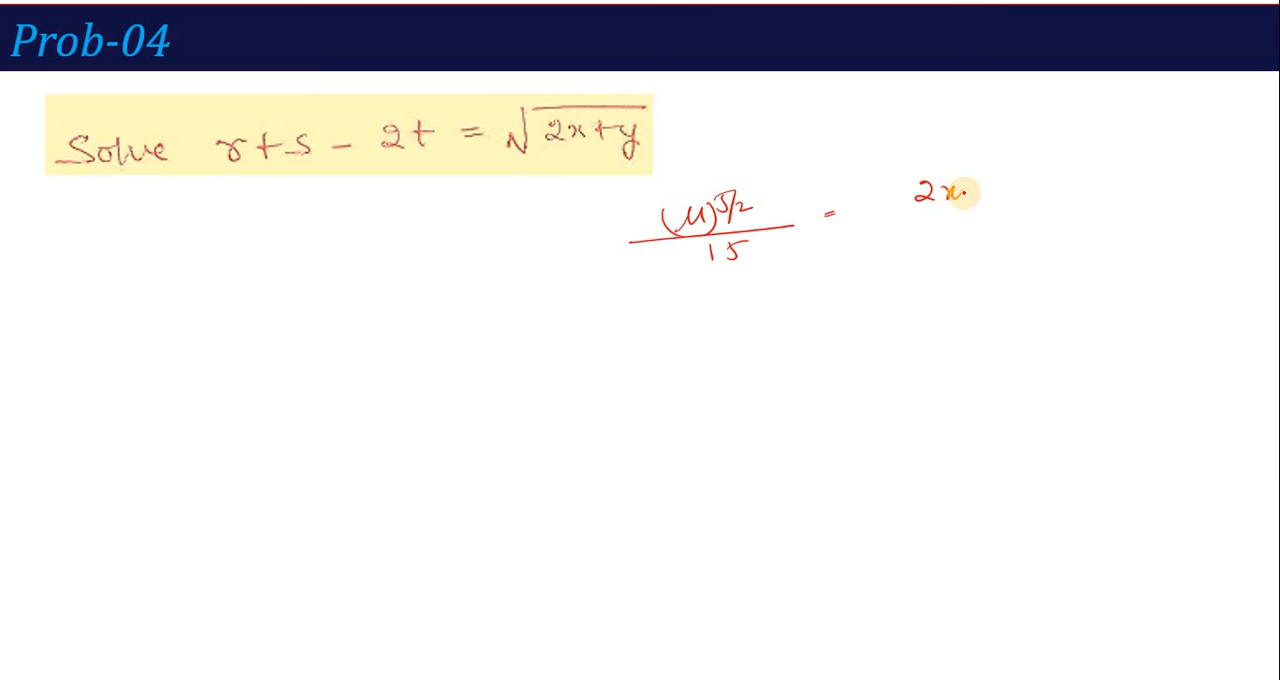 Prob-04
Solve r+s - 2t = √2x+y
(u)^5/2 / 15 = 2x